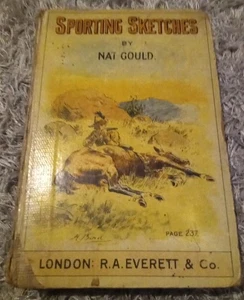 SPORTING SKETCHES
BY
NAT GOULD.
PAGE 237
LONDON: R.A. EVERETT & Co.